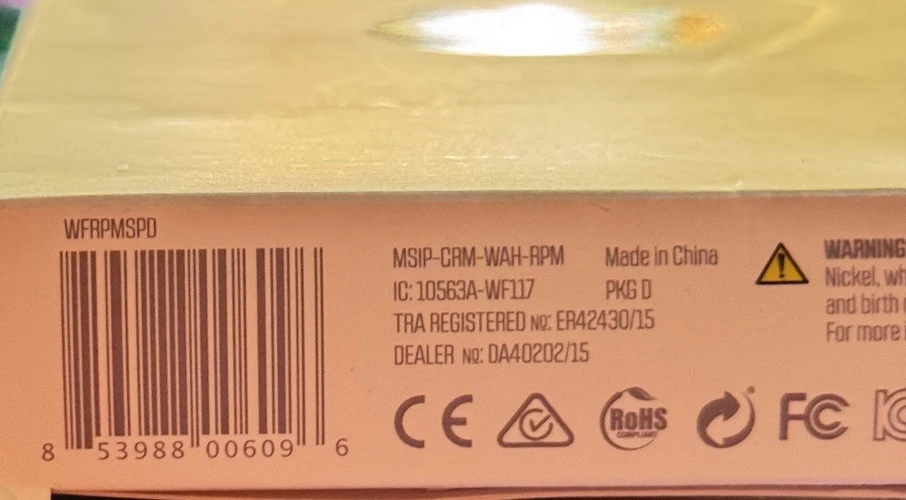 WFRPMSPD
8 53988 00609 6
MSIP-CRM-WAH-RPM
IC: 10563A-WF117
TRA REGISTERED No: ER42430/15
DEALER No: DA40202/15
Made in China
PKG D
CE
RoHS
COMPLIANT
FC
WARNING
Nickel, wh
and birth
For more